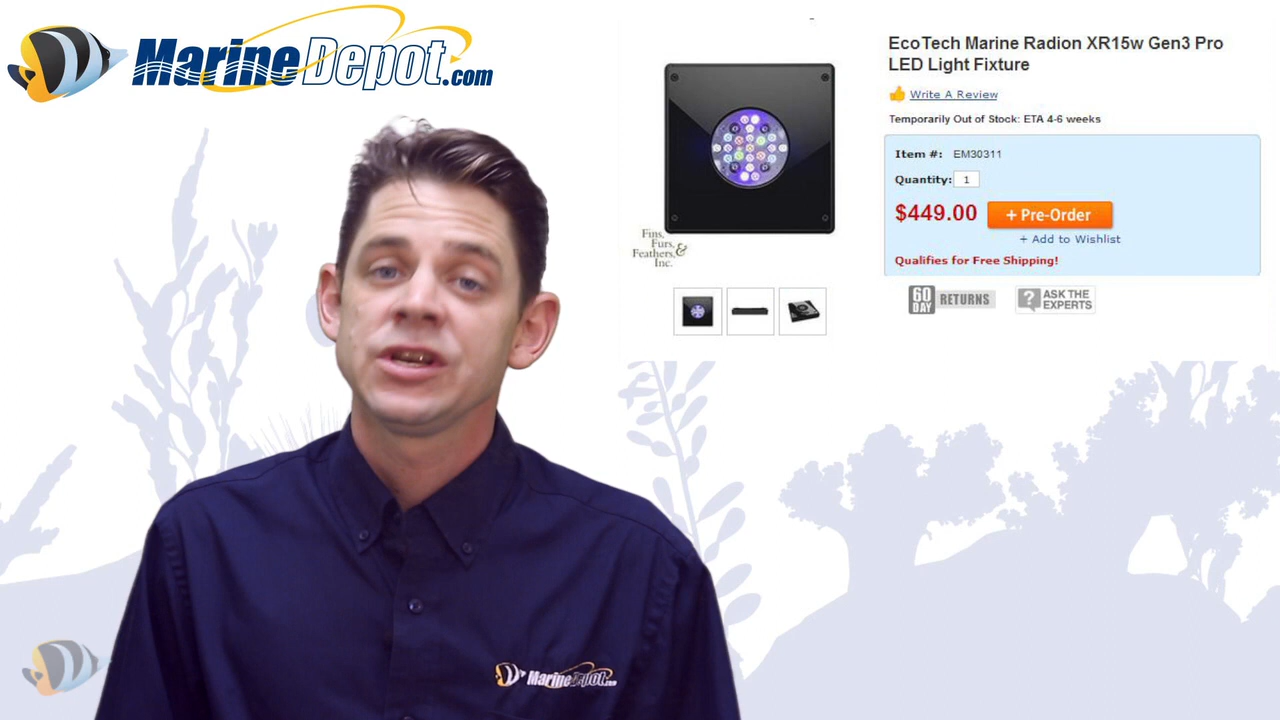 MarineDepot.com
EcoTech Marine Radion XR15w Gen3 Pro
LED Light Fixture
Write A Review
Temporarily Out of Stock: ETA 4-6 weeks
Item #: EM30311
Quantity: 1
$449.00 + Pre-Order
+ Add to Wishlist
Qualifies for Free Shipping!
Fins,
Furs, &
Feathers,
Inc.
60 DAY RETURNS
? ASK THE EXPERTS
MarineDepot.com